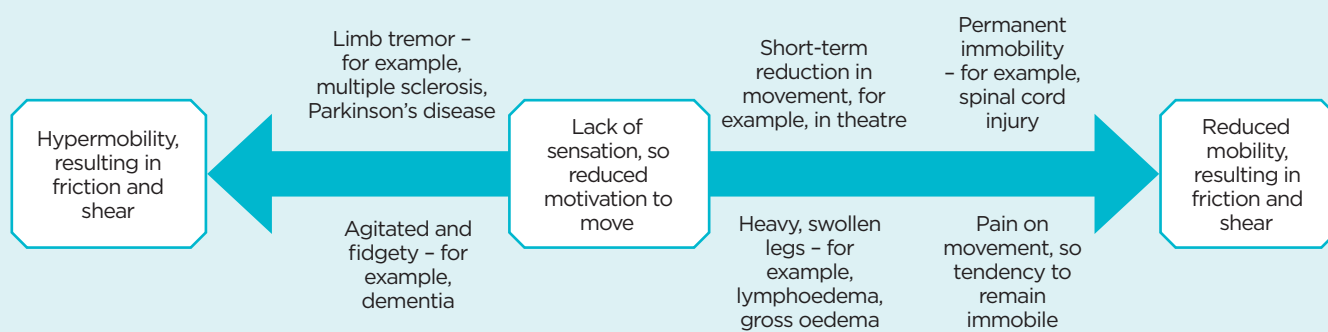 Hypermobility,
resulting in
friction and
shear
Limb tremor –
for example,
multiple sclerosis,
Parkinson’s disease
Agitated and
fidgety – for
example,
dementia
Lack of
sensation, so
reduced
motivation to
move
Short-term
reduction in
movement, for
example, in theatre
Permanent
immobility
– for example,
spinal cord
injury
Heavy, swollen
legs – for
example,
lymphoedema,
gross oedema
Pain on
movement, so
tendency to
remain
immobile
Reduced
mobility,
resulting in
friction and
shear